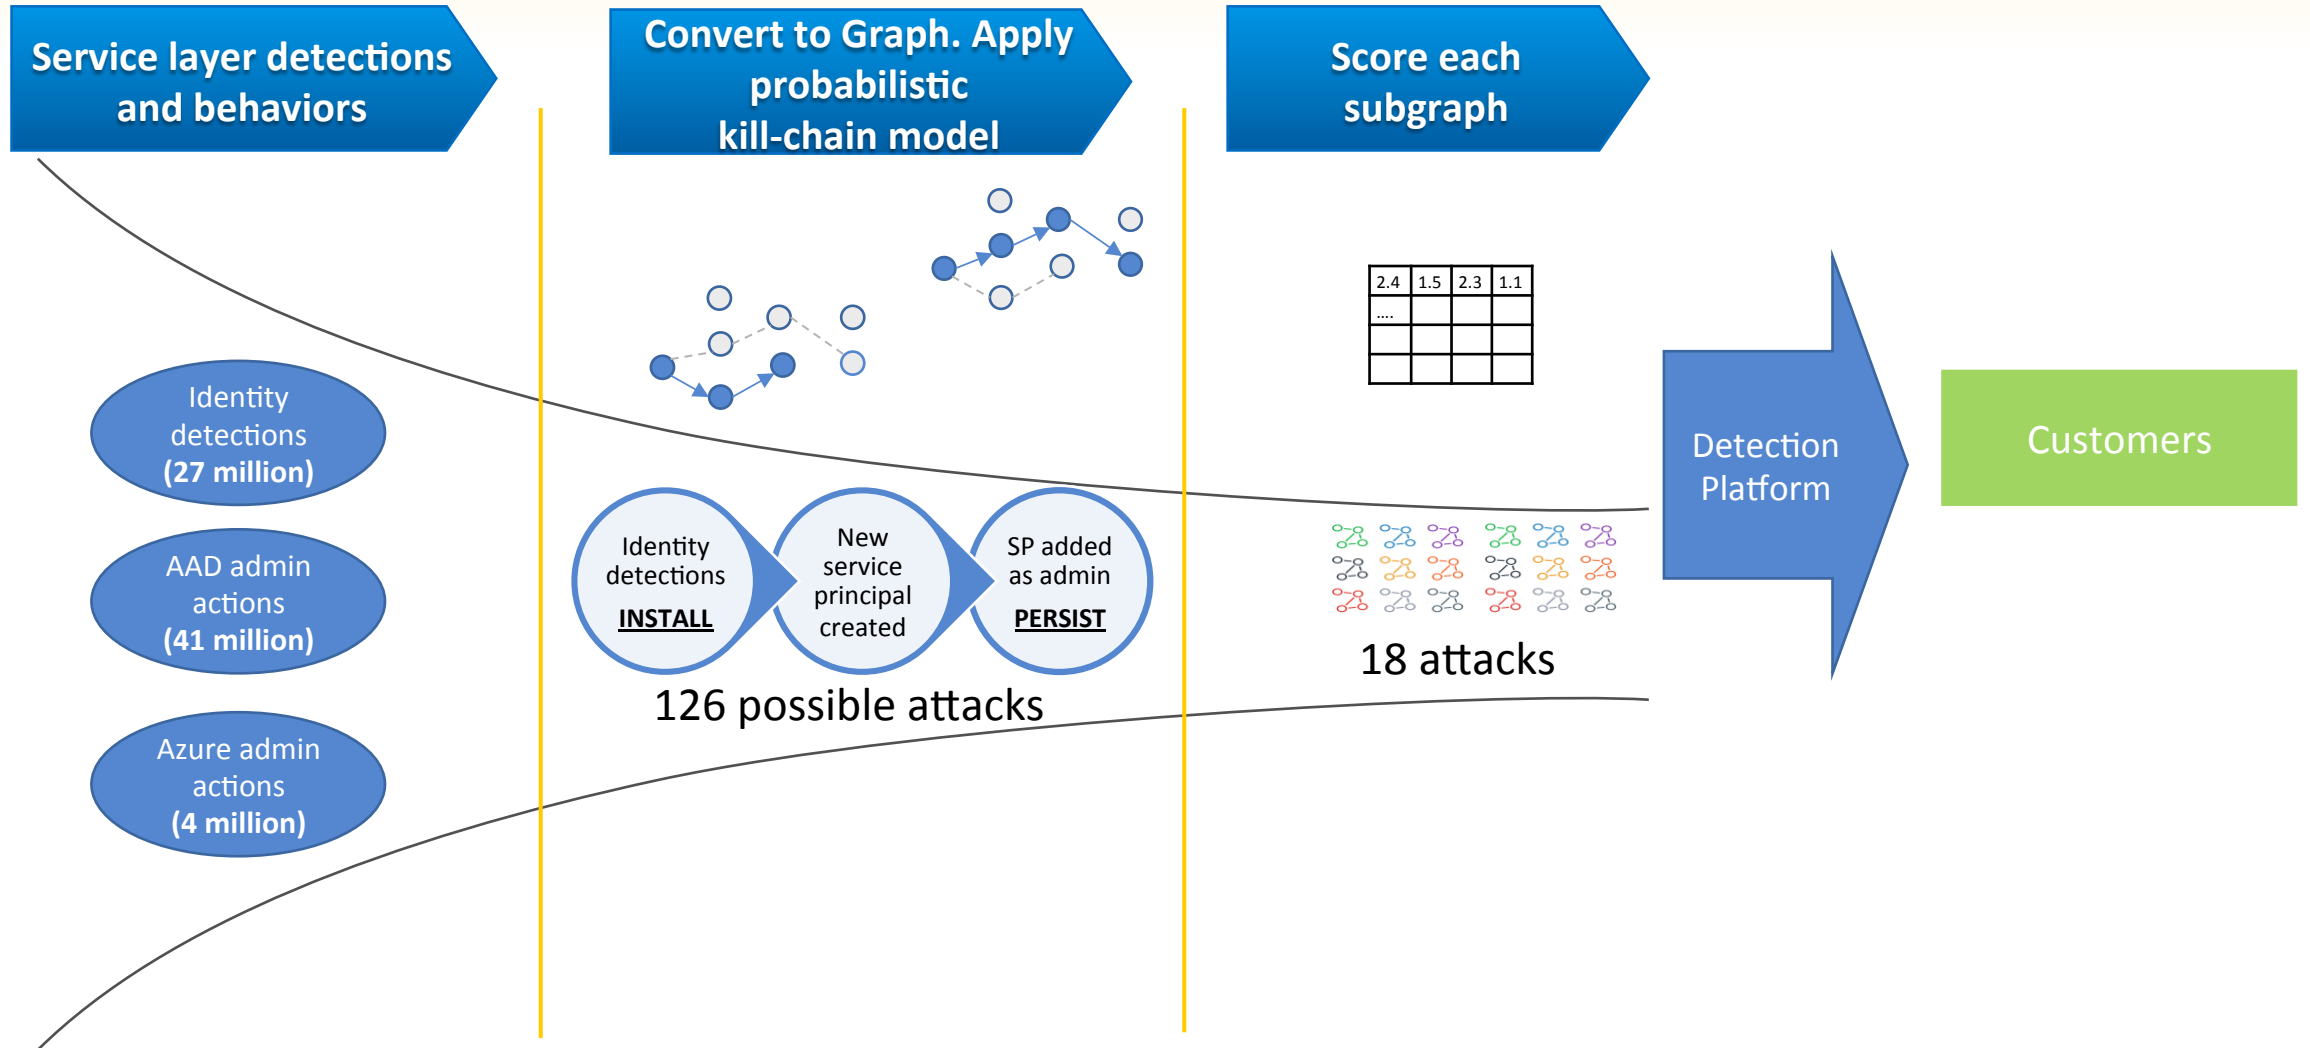 Service layer detections
and behaviors
Convert to Graph. Apply
probabilistic
kill-chain model
Score each
subgraph
Identity
detections
(27 million)
AAD admin
actions
(41 million)
Azure admin
actions
(4 million)
Identity
detections
INSTALL
New
service
principal
created
SP added
as admin
PERSIST
126 possible attacks
2.4 1.5 2.3 1.1
....
18 attacks
Detection
Platform
Customers